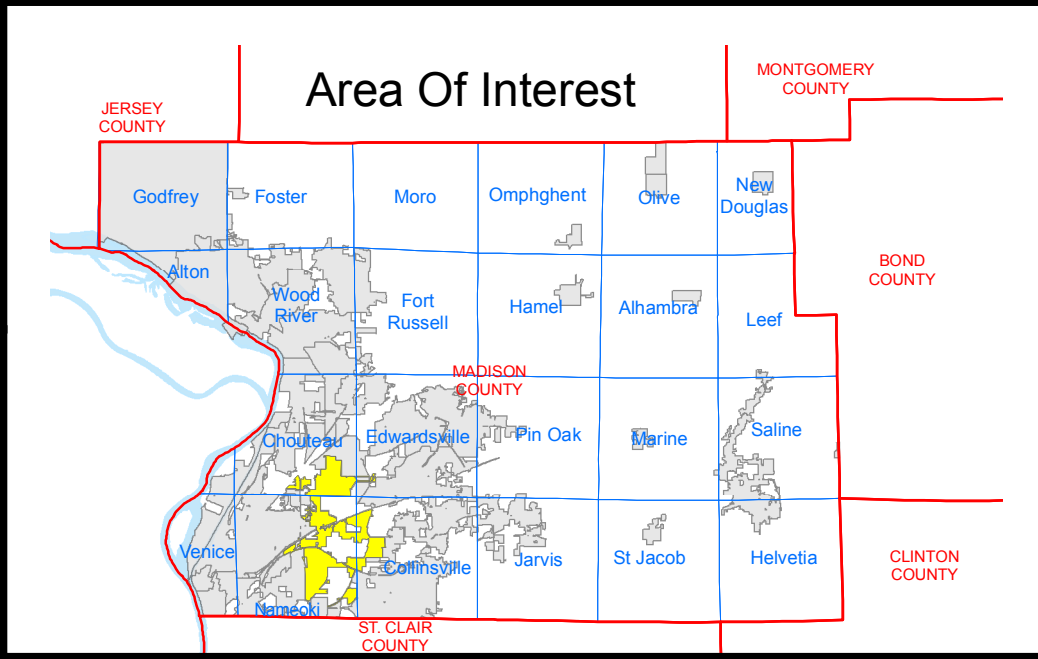 Area Of Interest
MONTGOMERY
COUNTY
JERSEY
COUNTY
Godfrey
Foster
Moro
Omphghent
Olive
New
Douglas
BOND
COUNTY
Alton
Wood
River
Fort
Russell
Hamel
Alhambra
Leef
MADISON
COUNTY
Chouteau
Edwardsville
Pin Oak
Marine
Saline
Venice
Nameoki
Collinsville
Jarvis
St Jacob
Helvetia
CLINTON
COUNTY
ST. CLAIR
COUNTY